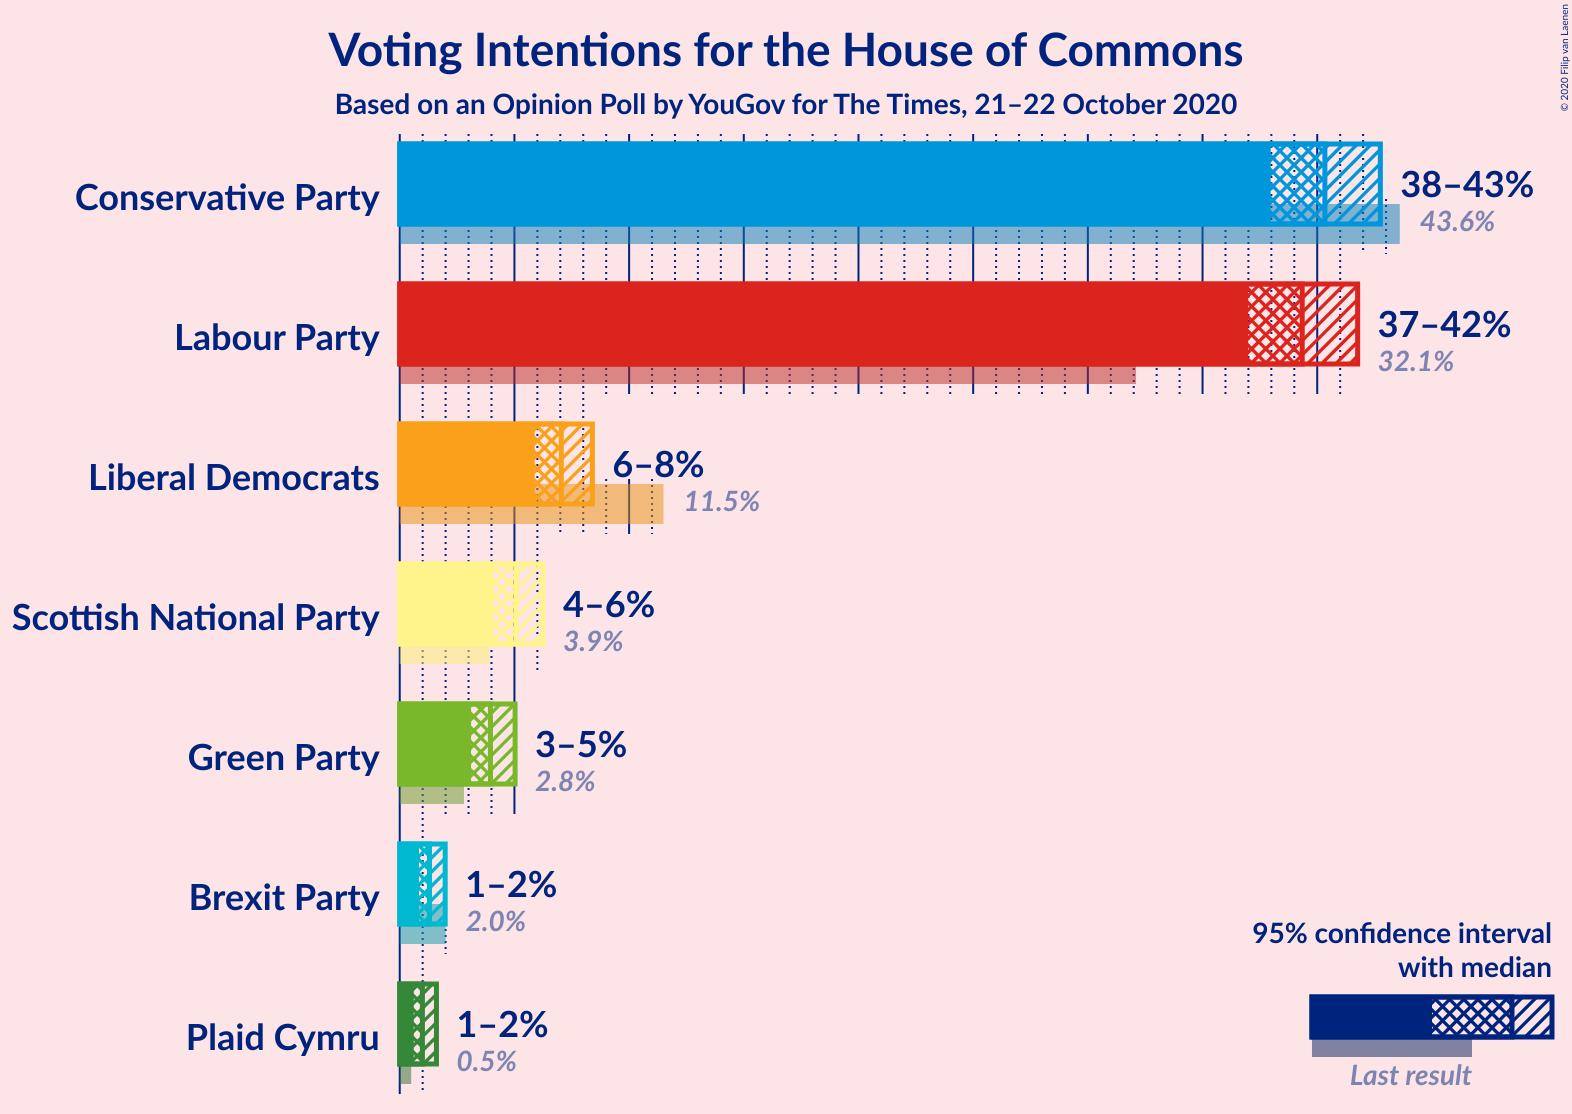 Voting Intentions for the House of Commons
Based on an Opinion Poll by YouGov for The Times, 21–22 October 2020
© 2020 Filip van Laenen
Conservative Party
38–43%
43.6%
Labour Party
37–42%
32.1%
Liberal Democrats
6–8%
11.5%
Scottish National Party
4–6%
3.9%
Green Party
3–5%
2.8%
Brexit Party
1–2%
2.0%
Plaid Cymru
1–2%
0.5%
95% confidence interval
with median
Last result